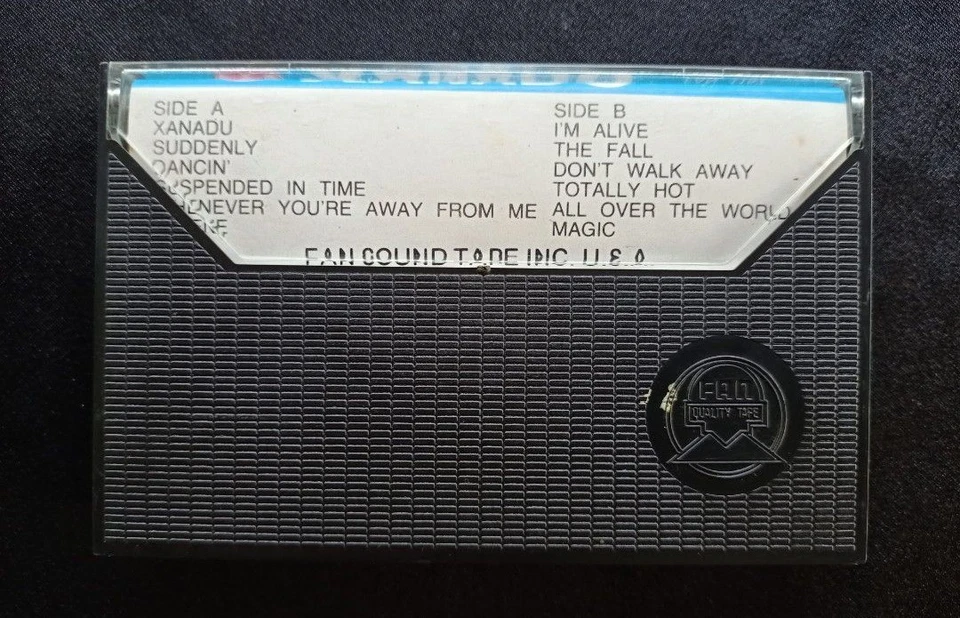 SIDE A
XANADU
SUDDENLY
DANCIN'
SUSPENDED IN TIME
WHENEVER YOU'RE AWAY FROM ME
SIDE B
I'M ALIVE
THE FALL
DON'T WALK AWAY
TOTALLY HOT
ALL OVER THE WORLD
MAGIC
FAN SOUND TAPE INC. U.S.A.
FAN
QUALITY TAPE